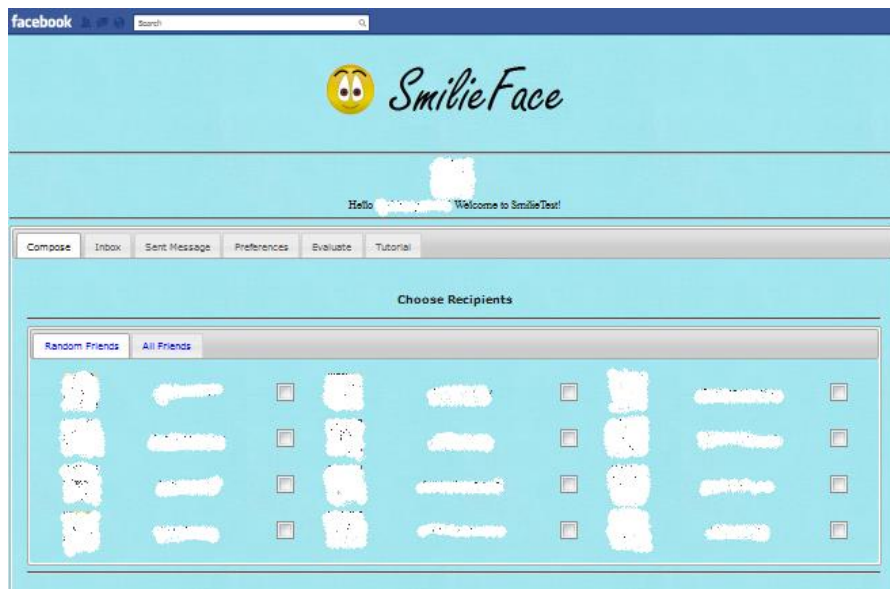 facebook Search
SmilieFace
Hello Welcome to SmilieTest!
Compose Inbox Sent Message Preferences Evaluate Tutorial
Choose Recipients
Random Friends All Friends